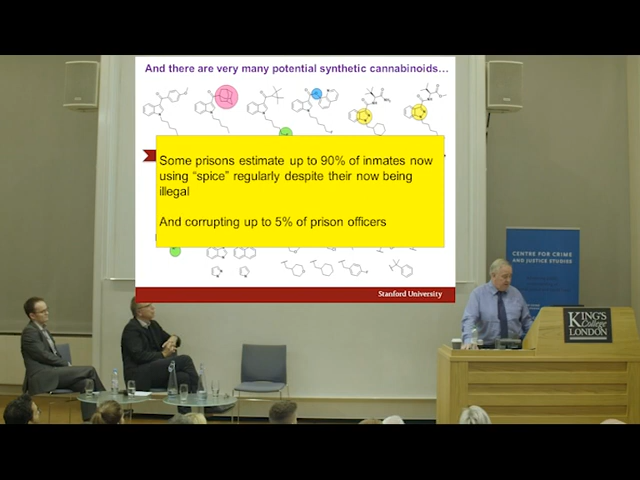 And there are very many potential synthetic cannabinoids…
Some prisons estimate up to 90% of inmates now
using “spice” regularly despite their now being
illegal
And corrupting up to 5% of prison officers
Stanford University
CENTRE FOR CRIME
AND JUSTICE STUDIES
KING'S
College
LONDON